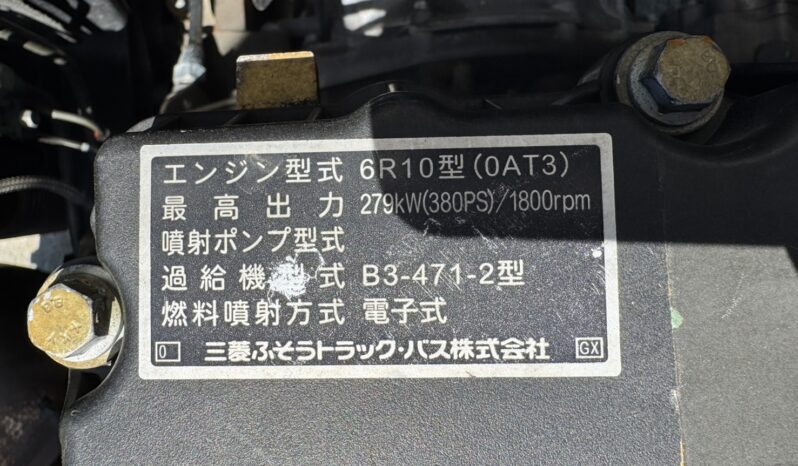 エンジン型式 6R10型(0AT3)
最高出力 279kW(380PS)/1800rpm
噴射ポンプ型式
過給機型式 B3-471-2型
燃料噴射方式 電子式
0 三菱ふそうトラック・バス株式会社 GX